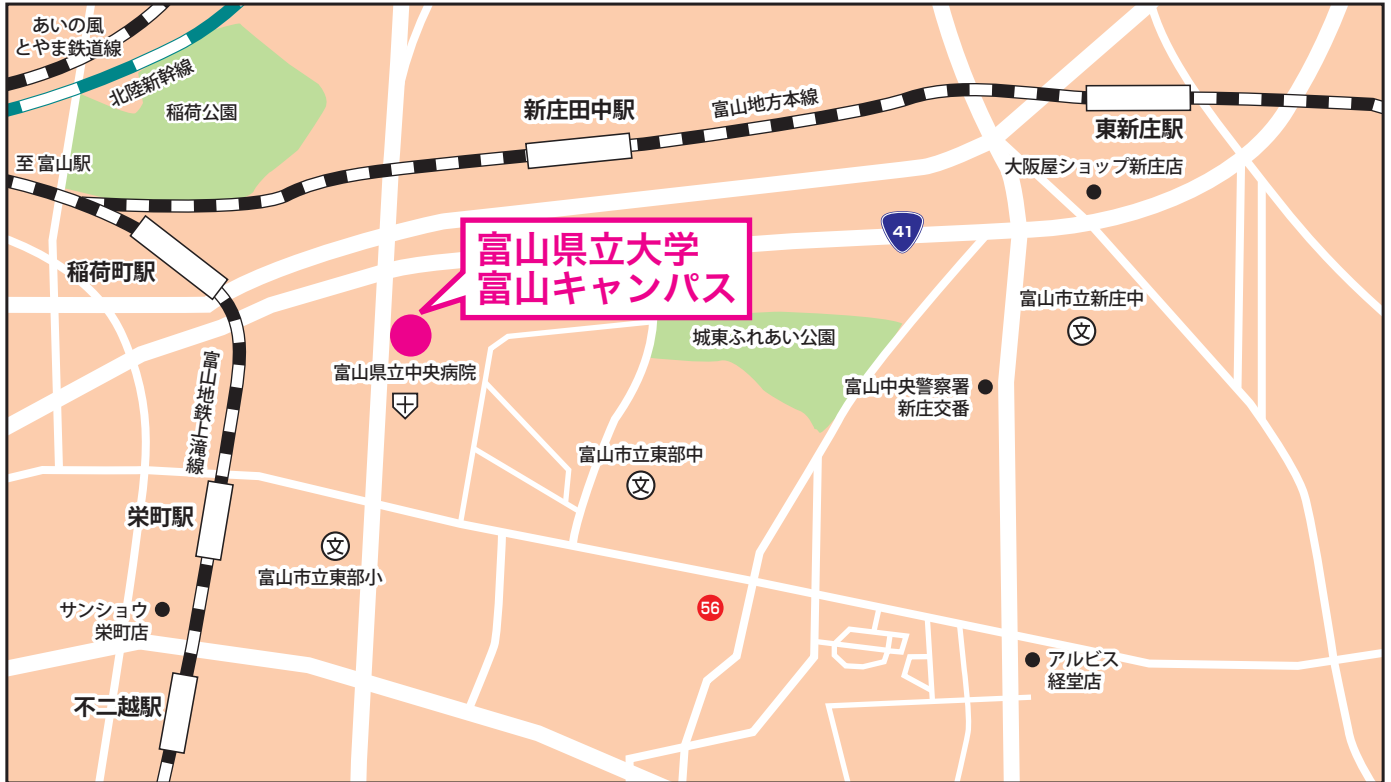 あいの風
とやま鉄道線
北陸新幹線
稲荷公園
至 富山駅
新庄田中駅
富山地方本線
東新庄駅
大阪屋ショップ新庄店
41
富山県立大学
富山キャンパス
稲荷町駅
富山市立新庄中
文
城東ふれあい公園
富山県立中央病院
富山地鉄上滝線
富山中央警察署
新庄交番
富山市立東部中
文
栄町駅
文
富山市立東部小
サンショウ
栄町店
56
アルビス
経堂店
不二越駅